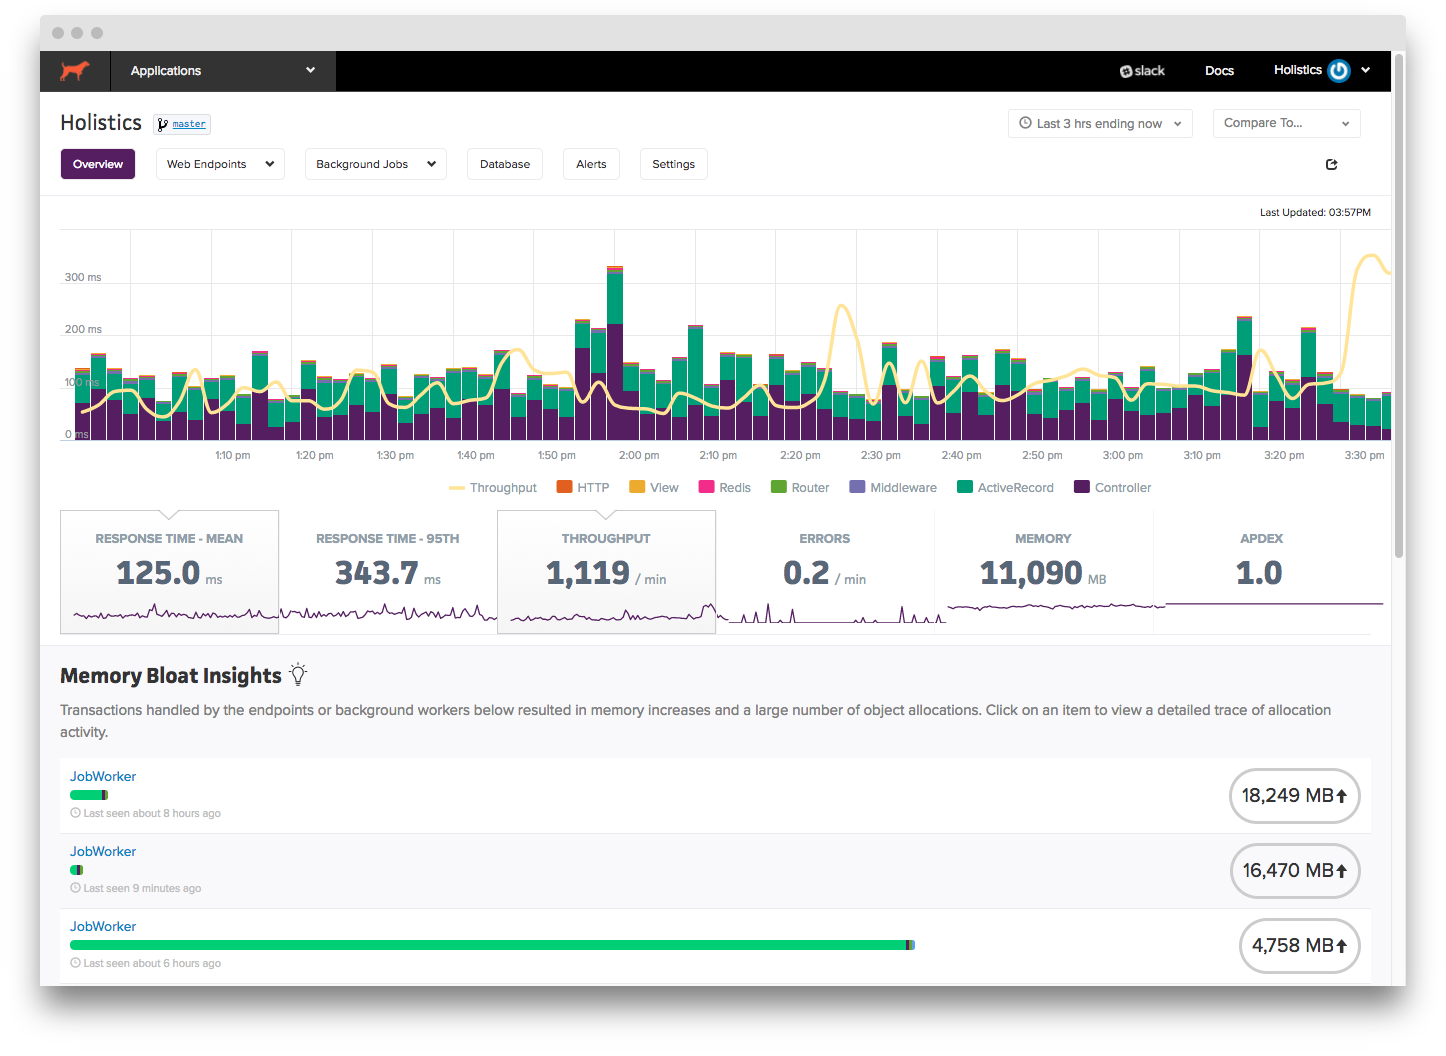 Applications
slack
Docs
Holistics
Holistics
master
Last 3 hrs ending now
Compare To...
Overview
Web Endpoints
Background Jobs
Database
Alerts
Settings
Last Updated: 03:57PM
300 ms
200 ms
100 ms
0 ms
1:10 pm
1:20 pm
1:30 pm
1:40 pm
1:50 pm
2:00 pm
2:10 pm
2:20 pm
2:30 pm
2:40 pm
2:50 pm
3:00 pm
3:10 pm
3:20 pm
3:30 pm
Throughput
HTTP
View
Redis
Router
Middleware
ActiveRecord
Controller
RESPONSE TIME - MEAN
125.0 ms
RESPONSE TIME - 95TH
343.7 ms
THROUGHPUT
1,119 / min
ERRORS
0.2 / min
MEMORY
11,090 MB
APDEX
1.0
Memory Bloat Insights
Transactions handled by the endpoints or background workers below resulted in memory increases and a large number of object allocations. Click on an item to view a detailed trace of allocation
activity.
JobWorker
Last seen about 8 hours ago
18,249 MB
JobWorker
Last seen 9 minutes ago
16,470 MB
JobWorker
Last seen about 6 hours ago
4,758 MB